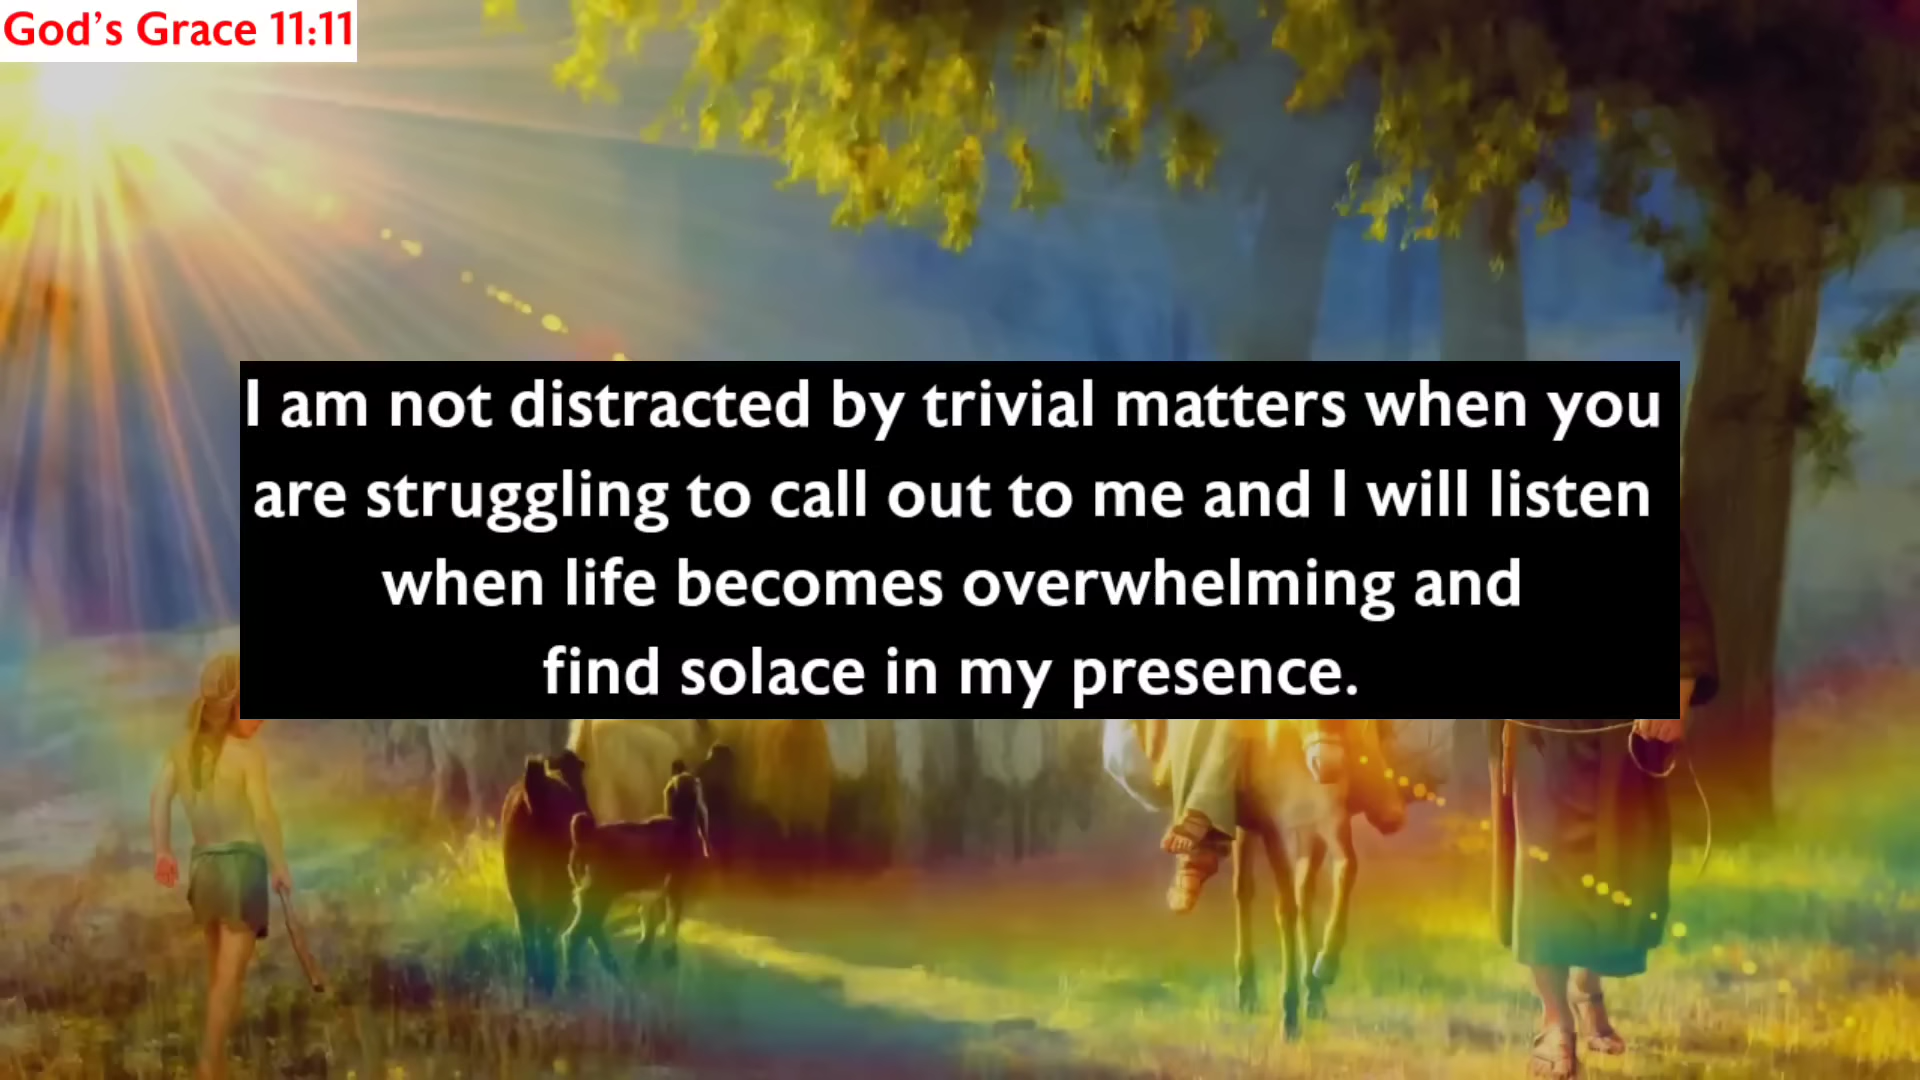 God's Grace 11:11
I am not distracted by trivial matters when you
are struggling to call out to me and I will listen
when life becomes overwhelming and
find solace in my presence.